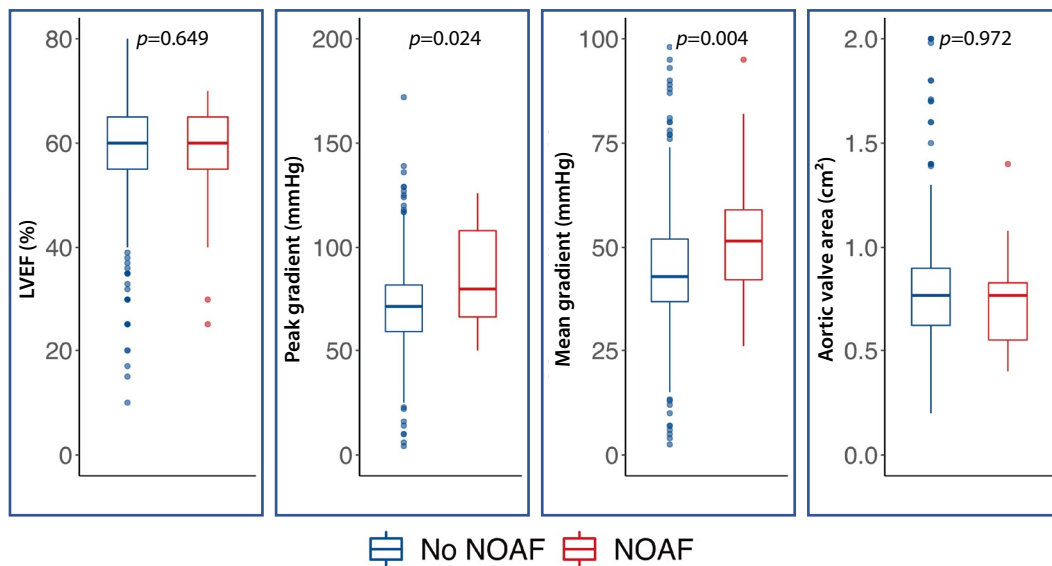 p=0.649
80
60
40
20
0
LVEF (%)
p=0.024
200
150
100
50
0
Peak gradient (mmHg)
p=0.004
100
75
50
25
0
Mean gradient (mmHg)
p=0.972
2.0
1.5
1.0
0.5
0.0
Aortic valve area (cm²)
No NOAF NOAF